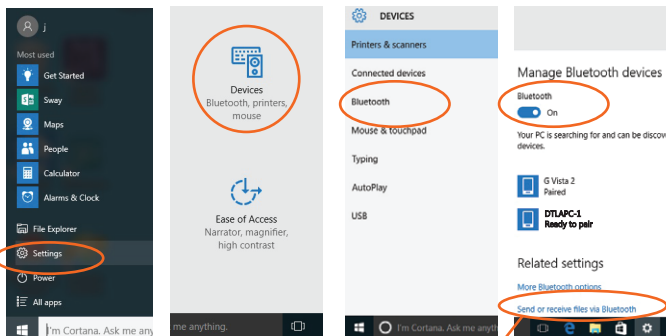 j
Most used
Get Started
Sway
Maps
People
Calculator
Alarms & Clock
File Explorer
Settings
Power
All apps
I'm Cortana. Ask me any
Devices
Bluetooth, printers,
mouse
Ease of Access
Narrator, magnifier,
high contrast
me anything.
DEVICES
Printers & scanners
Connected devices
Bluetooth
Mouse & touchpad
Typing
AutoPlay
USB
I'm Cortana. Ask me anyth
Manage Bluetooth devices
Bluetooth
On
Your PC is searching for and can be discov
devices.
G Vista 2
Paired
DTLAPC-1
Ready to pair
Related settings
More Bluetooth options
Send or receive files via Bluetooth